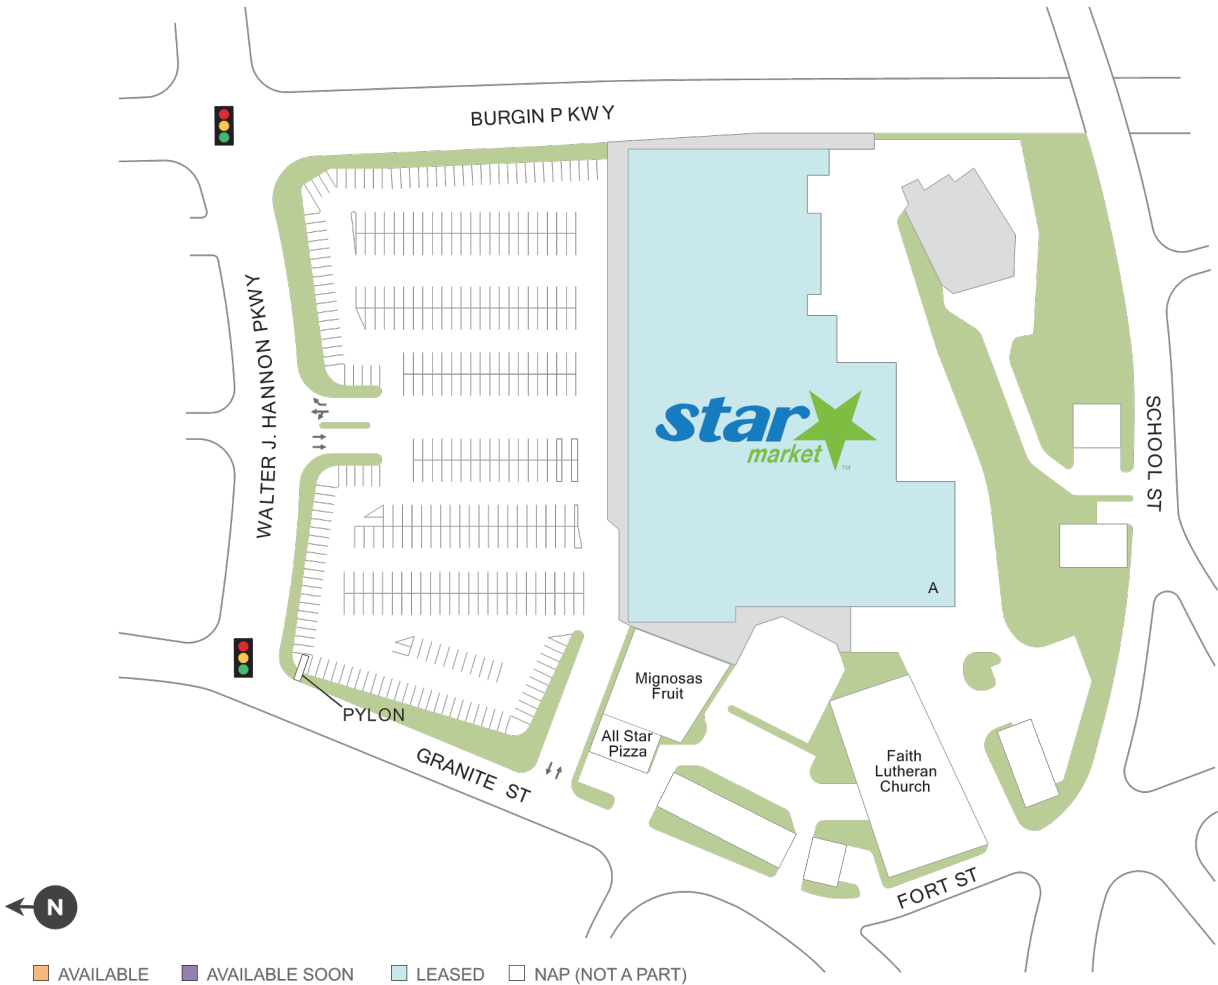 BURGIN P KWY
WALTER J. HANNON PKWY
SCHOOL ST
star
market
™
A
Mignosas
Fruit
All Star
Pizza
PYLON
GRANITE ST
Faith
Lutheran
Church
FORT ST
N
AVAILABLE
AVAILABLE SOON
LEASED
NAP (NOT A PART)